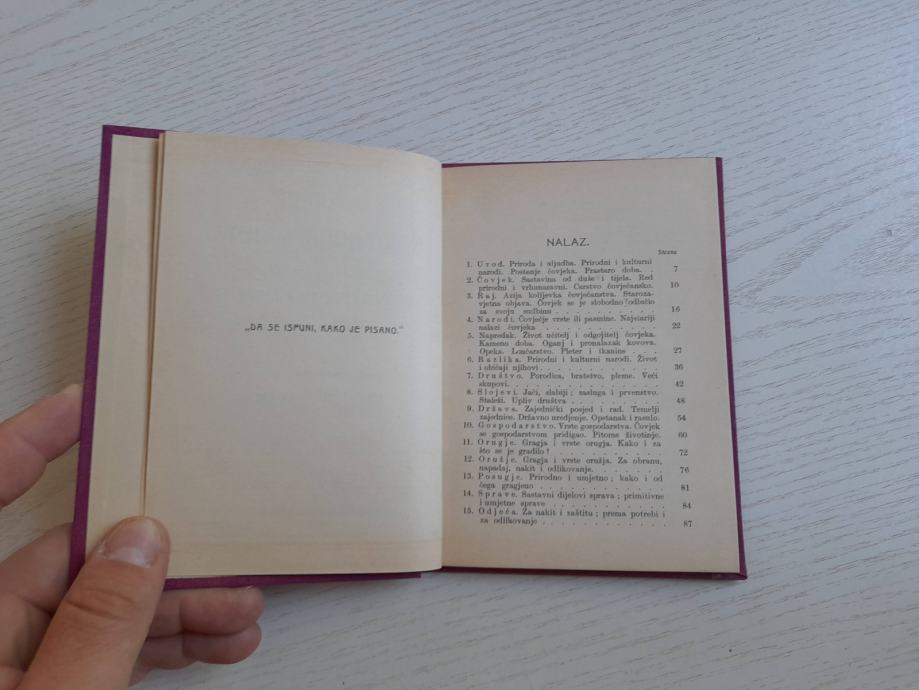 „DA SE ISPUNI, KAKO JE PISANO.“
NALAZ.
Strana
1. Uvod. Priroda i uljudba. Prirodni i kulturni
narodi. Postanje čovjeka. Prastaro doba. . 7
2. Čovjek. Sastavina od duše i tijela. Red
prirodni i vrhunaravni. Carstvo čovječansko. 10
3. Raj. Azija kolijevka čovječanstva. Staroza-
vjetna objava. Čovjek se je slobodno odlučio
za svoju sudbinu . . . . . . . . 16
4. Narodi. Čovječje vrste ili pasmine. Najstariji
nalazi čovjeka . . . . . . . . . 22
5. Napredak. Život učitelj i odgojitelj čovjeka.
Kameno doba. Oganj i pronalazak kovova.
Opeka. Lončarstvo. Pleter i tkanine . . . 27
6. Razlika. Prirodni i kulturni narodi. Život
i običaji njihovi . . . . . . . . . 36
7. Društvo. Porodica, bratstvo, pleme. Veći
skupovi. . . . . . . . . . . . 42
8. Slojevi. Jači, slabiji; zasluga i prvenstvo.
Staleži. Upliv društva . . . . . . . 48
9. Država. Zajednički posjed i rad. Temelji
zajednice. Državno uredjenje. Opstanak i rasulo. 54
10. Gospodarstvo. Vrste gospodarstva. Čovjek
se gospodarstvom pridigao. Pitome životinje. 60
11. Orugje. Gragja i vrste orugja. Kako i za
što se je gradilo? . . . . . . . . 72
12. Oružje. Gragja i vrste oružja. Za obranu,
napadaj, nakit i odlikovanje. . . . . . 76
13. Posugje. Prirodno i umjetno; kako i od
čega gragjeno . . . . . . . . . 81
14. Sprave. Sastavni dijelovi sprava; primitivne
i umjetne sprave . . . . . . . . 84
15. Odjeća. Za nakit i zaštitu; prema potrebi i
za odlikovanje . . . . . . . . . 87